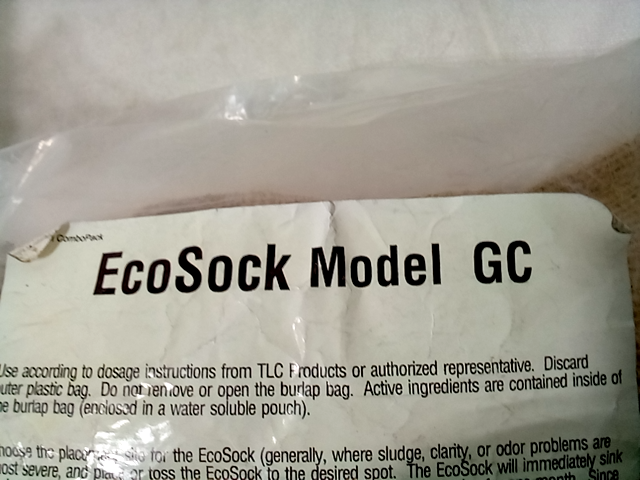 ComboPack
EcoSock Model GC
Use according to dosage instructions from TLC Products or authorized representative. Discard
uter plastic bag. Do not remove or open the burlap bag. Active ingredients are contained inside of
e burlap bag (enclosed in a water soluble pouch).
hoose the placement site for the EcoSock (generally, where sludge, clarity, or odor problems are
ost severe, and place or toss the EcoSock to the desired spot. The EcoSock will immediately sink
month. Since